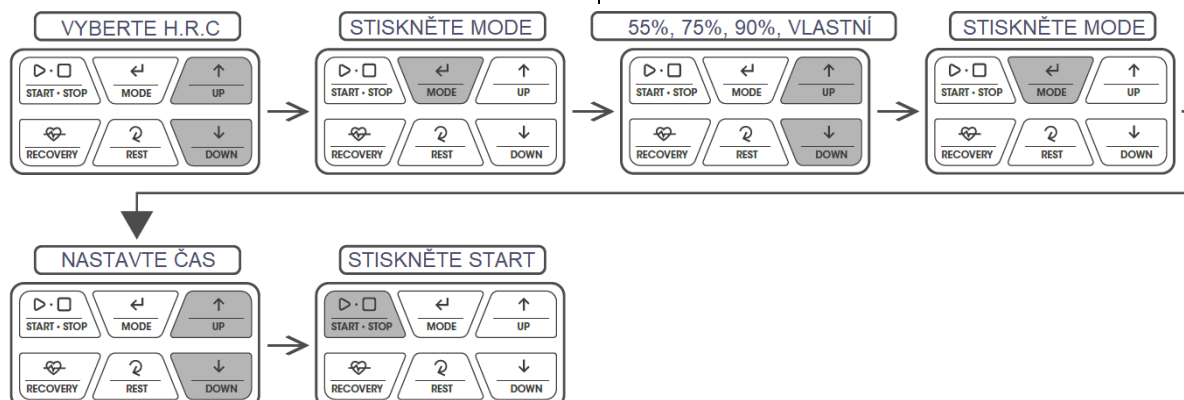 VYBERTE H.R.C
STISKNĚTE MODE
55%, 75%, 90%, VLASTNÍ
STISKNĚTE MODE
START • STOP MODE UP
RECOVERY REST DOWN
START • STOP MODE UP
RECOVERY REST DOWN
START • STOP MODE UP
RECOVERY REST DOWN
START • STOP MODE UP
RECOVERY REST DOWN
NASTAVTE ČAS
STISKNĚTE START
START • STOP MODE UP
RECOVERY REST DOWN
START • STOP MODE UP
RECOVERY REST DOWN